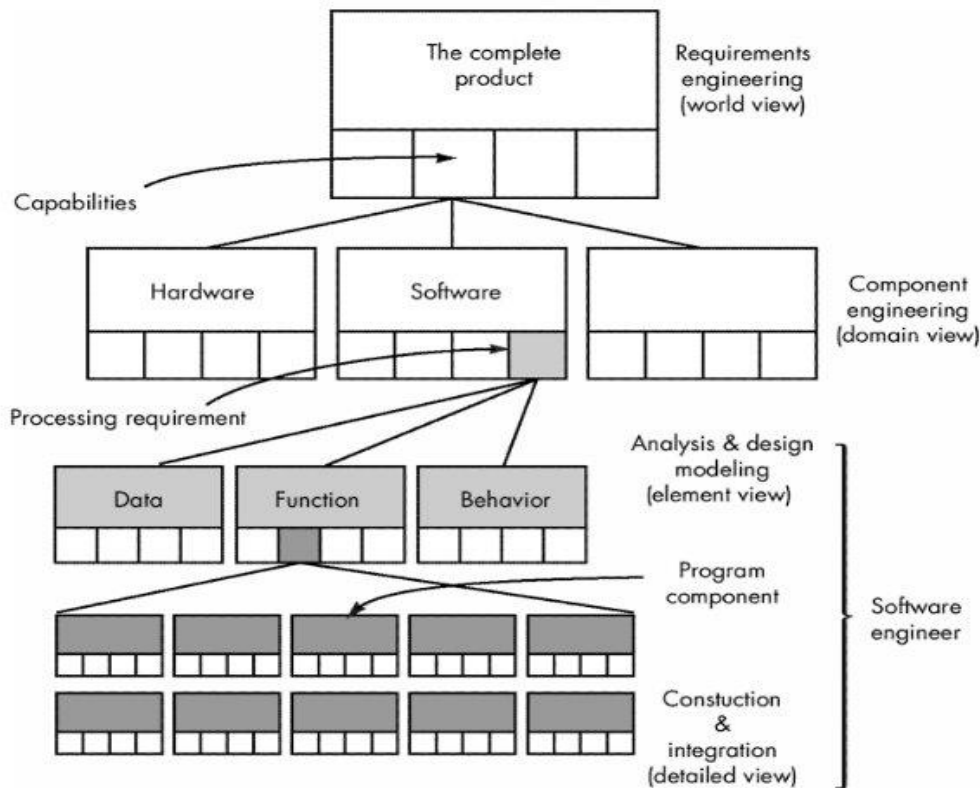 The complete
product
Requirements
engineering
(world view)
Capabilities
Hardware
Software
Component
engineering
(domain view)
Processing requirement
Analysis & design
modeling
(element view)
Data
Function
Behavior
Program
component
Software
engineer
Constuction
&
integration
(detailed view)